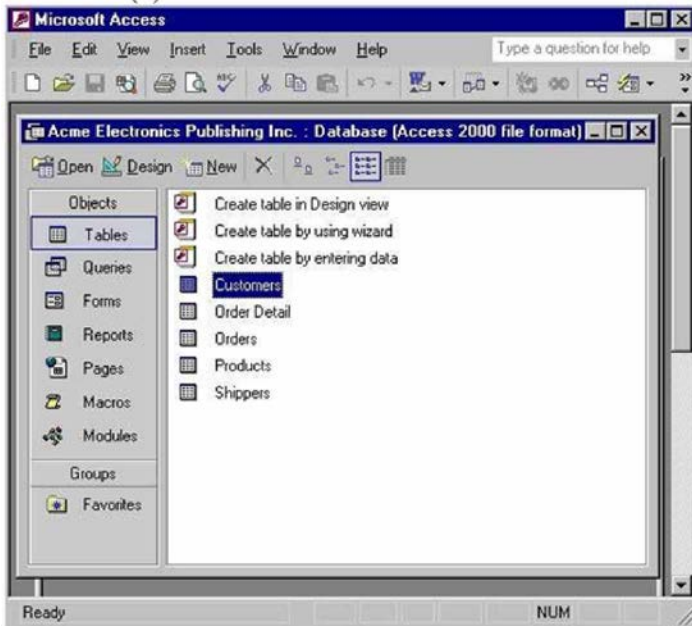 Microsoft Access
File Edit View Insert Tools Window Help Type a question for help
Acme Electronics Publishing Inc. : Database (Access 2000 file format)
Open Design New
Objects
Tables
Queries
Forms
Reports
Pages
Macros
Modules
Groups
Favorites
Create table in Design view
Create table by using wizard
Create table by entering data
Customers
Order Detail
Orders
Products
Shippers
Ready NUM